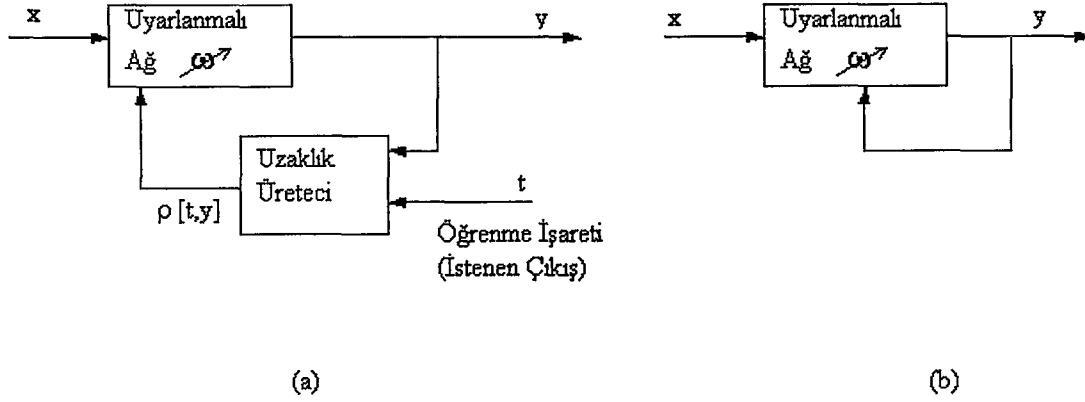 x
Uyarlanmalı
Ağ ω
y
Uzaklık
Üreteci
ρ [t,y]
t
Öğrenme İşareti
(İstenen Çıkış)
(a)
x
Uyarlanmalı
Ağ ω
y
(b)